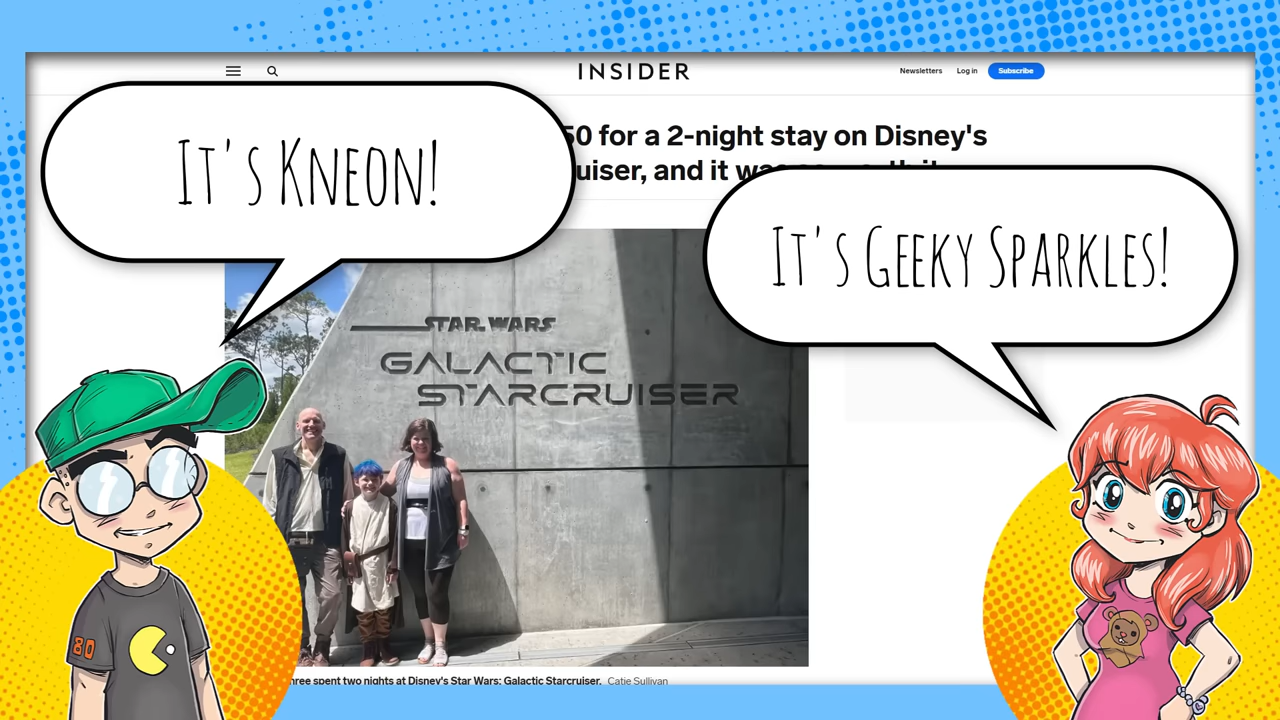 INSIDER
Newsletters Log in Subscribe
50 for a 2-night stay on Disney's
uiser, and it was
It's Kneon!
It's Geeky Sparkles!
STAR WARS
GALACTIC
STARCRUISER
80
hree spent two nights at Disney's Star Wars: Galactic Starcruiser. Catie Sullivan